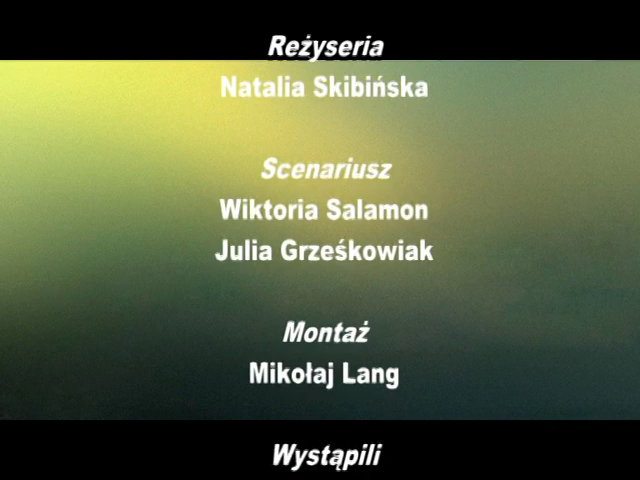 Reżyseria
Natalia Skibińska
Scenariusz
Wiktoria Salamon
Julia Grześkowiak
Montaż
Mikołaj Lang
Wystąpili